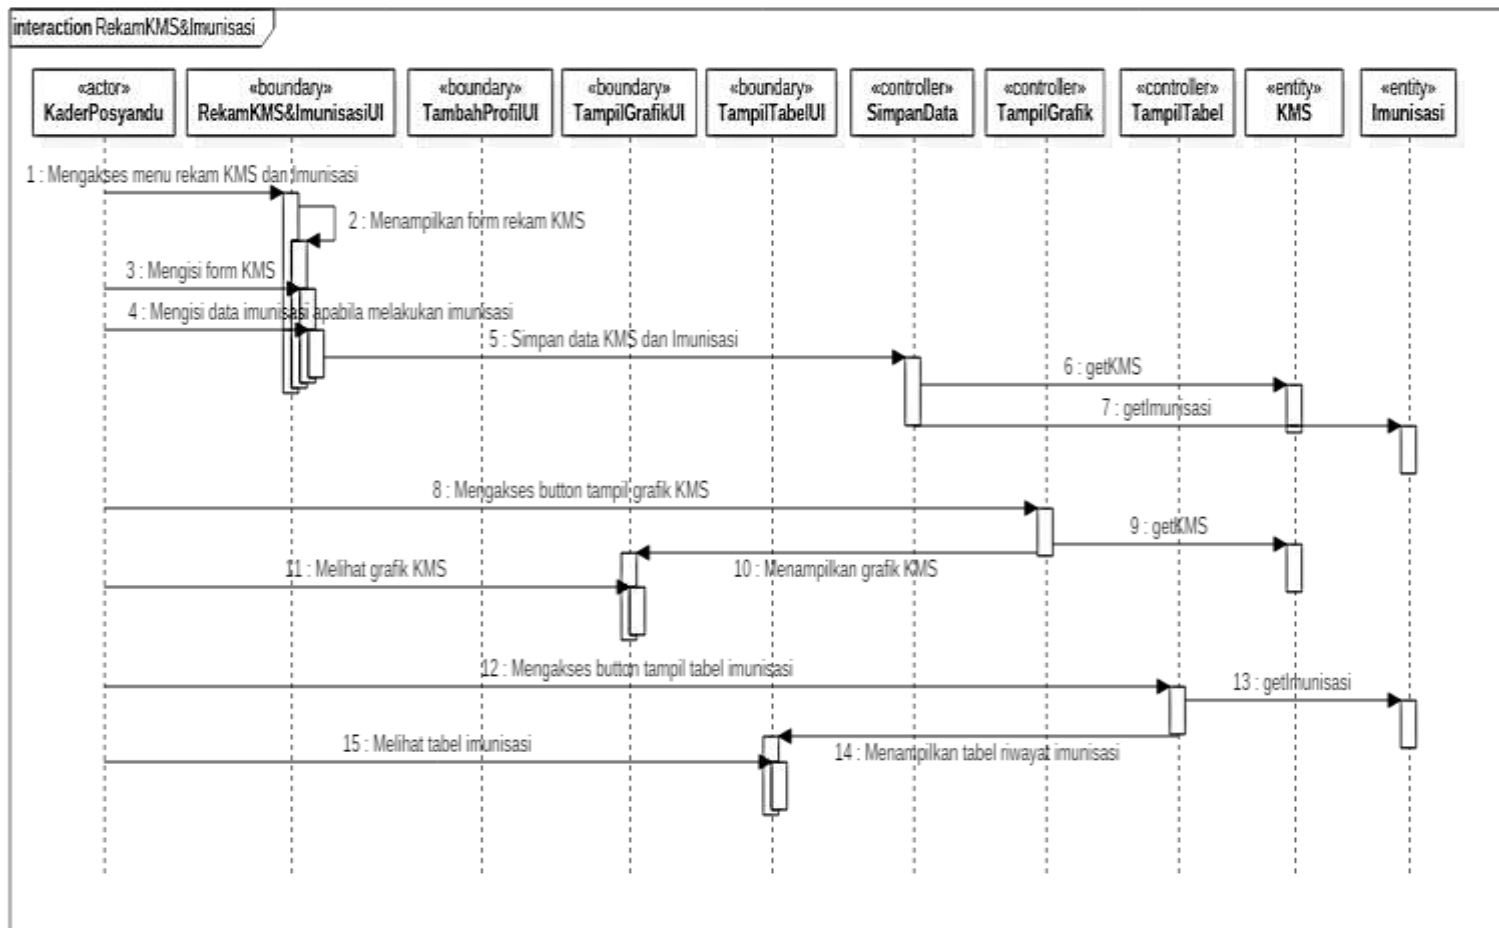 interaction RekamKMS&Imunisasi
«actor»
KaderPosyandu
«boundary»
RekamKMS&ImunisasiUI
«boundary»
TambahProfilUI
«boundary»
TampilGrafikUI
«boundary»
TampilTabelUI
«controller»
SimpanData
«controller»
TampilGrafik
«controller»
TampilTabel
«entity»
KMS
«entity»
Imunisasi
1 : Mengakses menu rekam KMS dan Imunisasi
2 : Menampilkan form rekam KMS
3 : Mengisi form KMS
4 : Mengisi data imunisasi apabila melakukan imunisasi
5 : Simpan data KMS dan Imunisasi
6 : getKMS
7 : getImunisasi
8 : Mengakses button tampil grafik KMS
9 : getKMS
10 : Menampilkan grafik KMS
11 : Melihat grafik KMS
12 : Mengakses button tampil tabel imunisasi
13 : getImunisasi
14 : Menampilkan tabel riwayat imunisasi
15 : Melihat tabel imunisasi